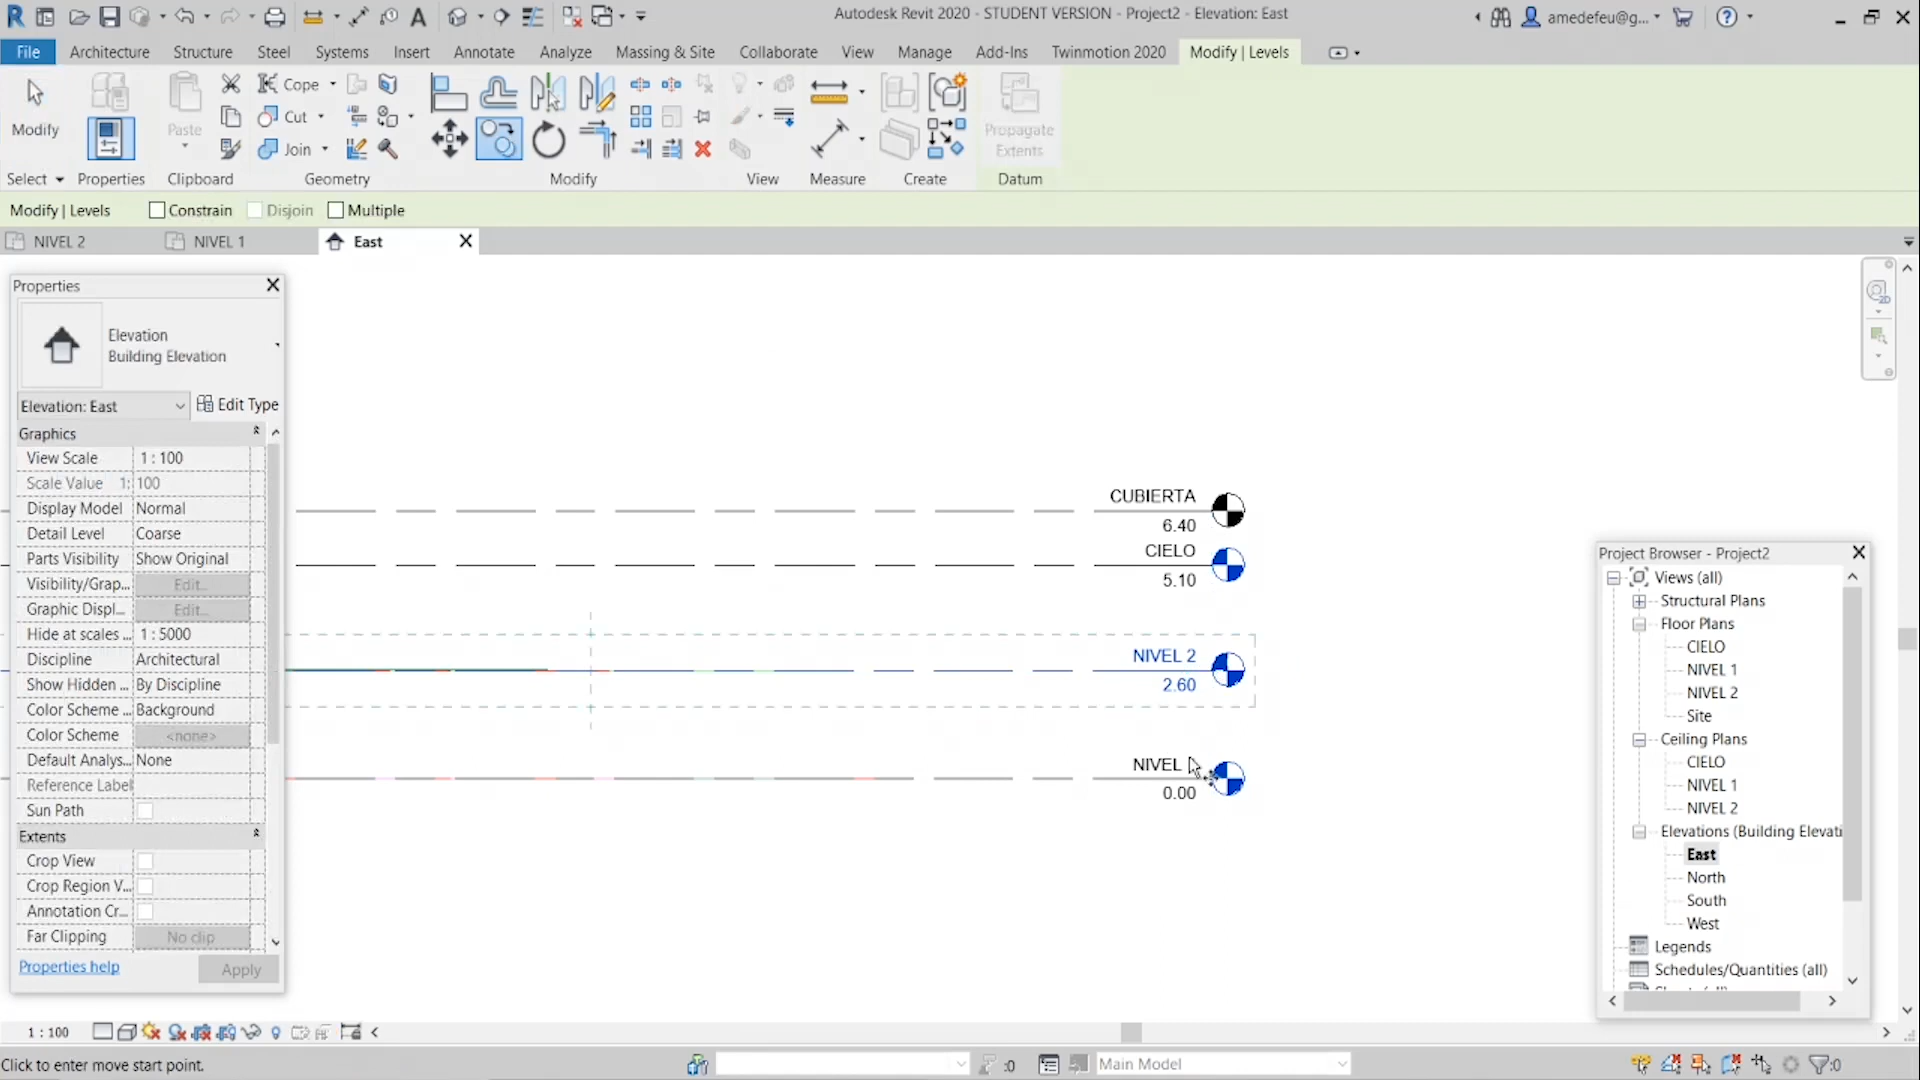 Autodesk Revit 2020 - STUDENT VERSION - Project2 - Elevation: East
amedefeu@g...
File Architecture Structure Steel Systems Insert Annotate Analyze Massing & Site Collaborate View Manage Add-Ins Twinmotion 2020 Modify | Levels
Modify
Paste
Cope
Cut
Join
Propagate
Extents
Select Properties Clipboard Geometry Modify View Measure Create Datum
Modify | Levels Constrain Disjoin Multiple
NIVEL 2 NIVEL 1 East
Properties
Elevation
Building Elevation
Elevation: East Edit Type
Graphics
View Scale 1 : 100
Scale Value 1: 100
Display Model Normal
Detail Level Coarse
Parts Visibility Show Original
Visibility/Grap... Edit...
Graphic Displ... Edit...
Hide at scales ... 1 : 5000
Discipline Architectural
Show Hidden ... By Discipline
Color Scheme ... Background
Color Scheme <none>
Default Analys... None
Reference Label
Sun Path
Extents
Crop View
Crop Region V...
Annotation Cr...
Far Clipping No clip
Properties help Apply
CUBIERTA
6.40
CIELO
5.10
NIVEL 2
2.60
NIVEL
0.00
Project Browser - Project2
Views (all)
Structural Plans
Floor Plans
CIELO
NIVEL 1
NIVEL 2
Site
Ceiling Plans
CIELO
NIVEL 1
NIVEL 2
Elevations (Building Elevati
East
North
South
West
Legends
Schedules/Quantities (all)
1 : 100
Click to enter move start point.
:0
Main Model
:0